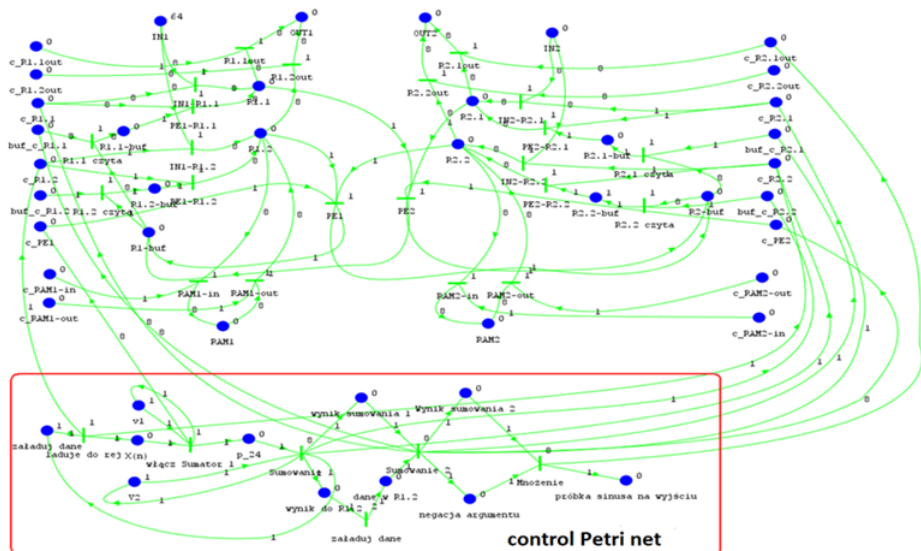 64
IN1
OUT1
OUT2
IN2
c_R1.1out
R1.1out
R2.1out
c_R2.1out
c_R1.2out
R1.2out
R2.2out
c_R2.2out
IN1-R1.1
R1.1
R2.1
IN2-R2.1
c_R1.1
PE1-R1.1
c_R2.1
buf_c_R1.1
R1.1-buf
R1.2
R2.2
PE2-R2.1
R2.1-buf
buf_c_R2.1
R1.1 czyta
IN1-R1.2
IN2-R2.2
R2.1 czyta
c_R1.2
c_R2.2
buf_c_R1.2
R1.2 czyta
R1.2-buf
PE1-R1.2
PE1
PE2
PE2-R2.2
R2.2-buf
R2.2 czyta
R2-buf
buf_c_R2.2
c_PE1
R1-buf
c_PE2
c_RAM1-in
RAM1-in
RAM1-out
RAM2-in
RAM2-out
c_RAM2-out
c_RAM1-out
RAM1
RAM2
c_RAM2-in
v1
wynik sumowania 1
Wynik sumowania 2
załaduj dane
ładuje do rej X(n)
włącz Sumator 1
p_24
Sumowanie 1
Sumowanie 2
Mnożenie
V2
wynik do R1.2
dane w R1.2
negacja argumentu
próbka sinusa na wyjściu
załaduj dane
control Petri net